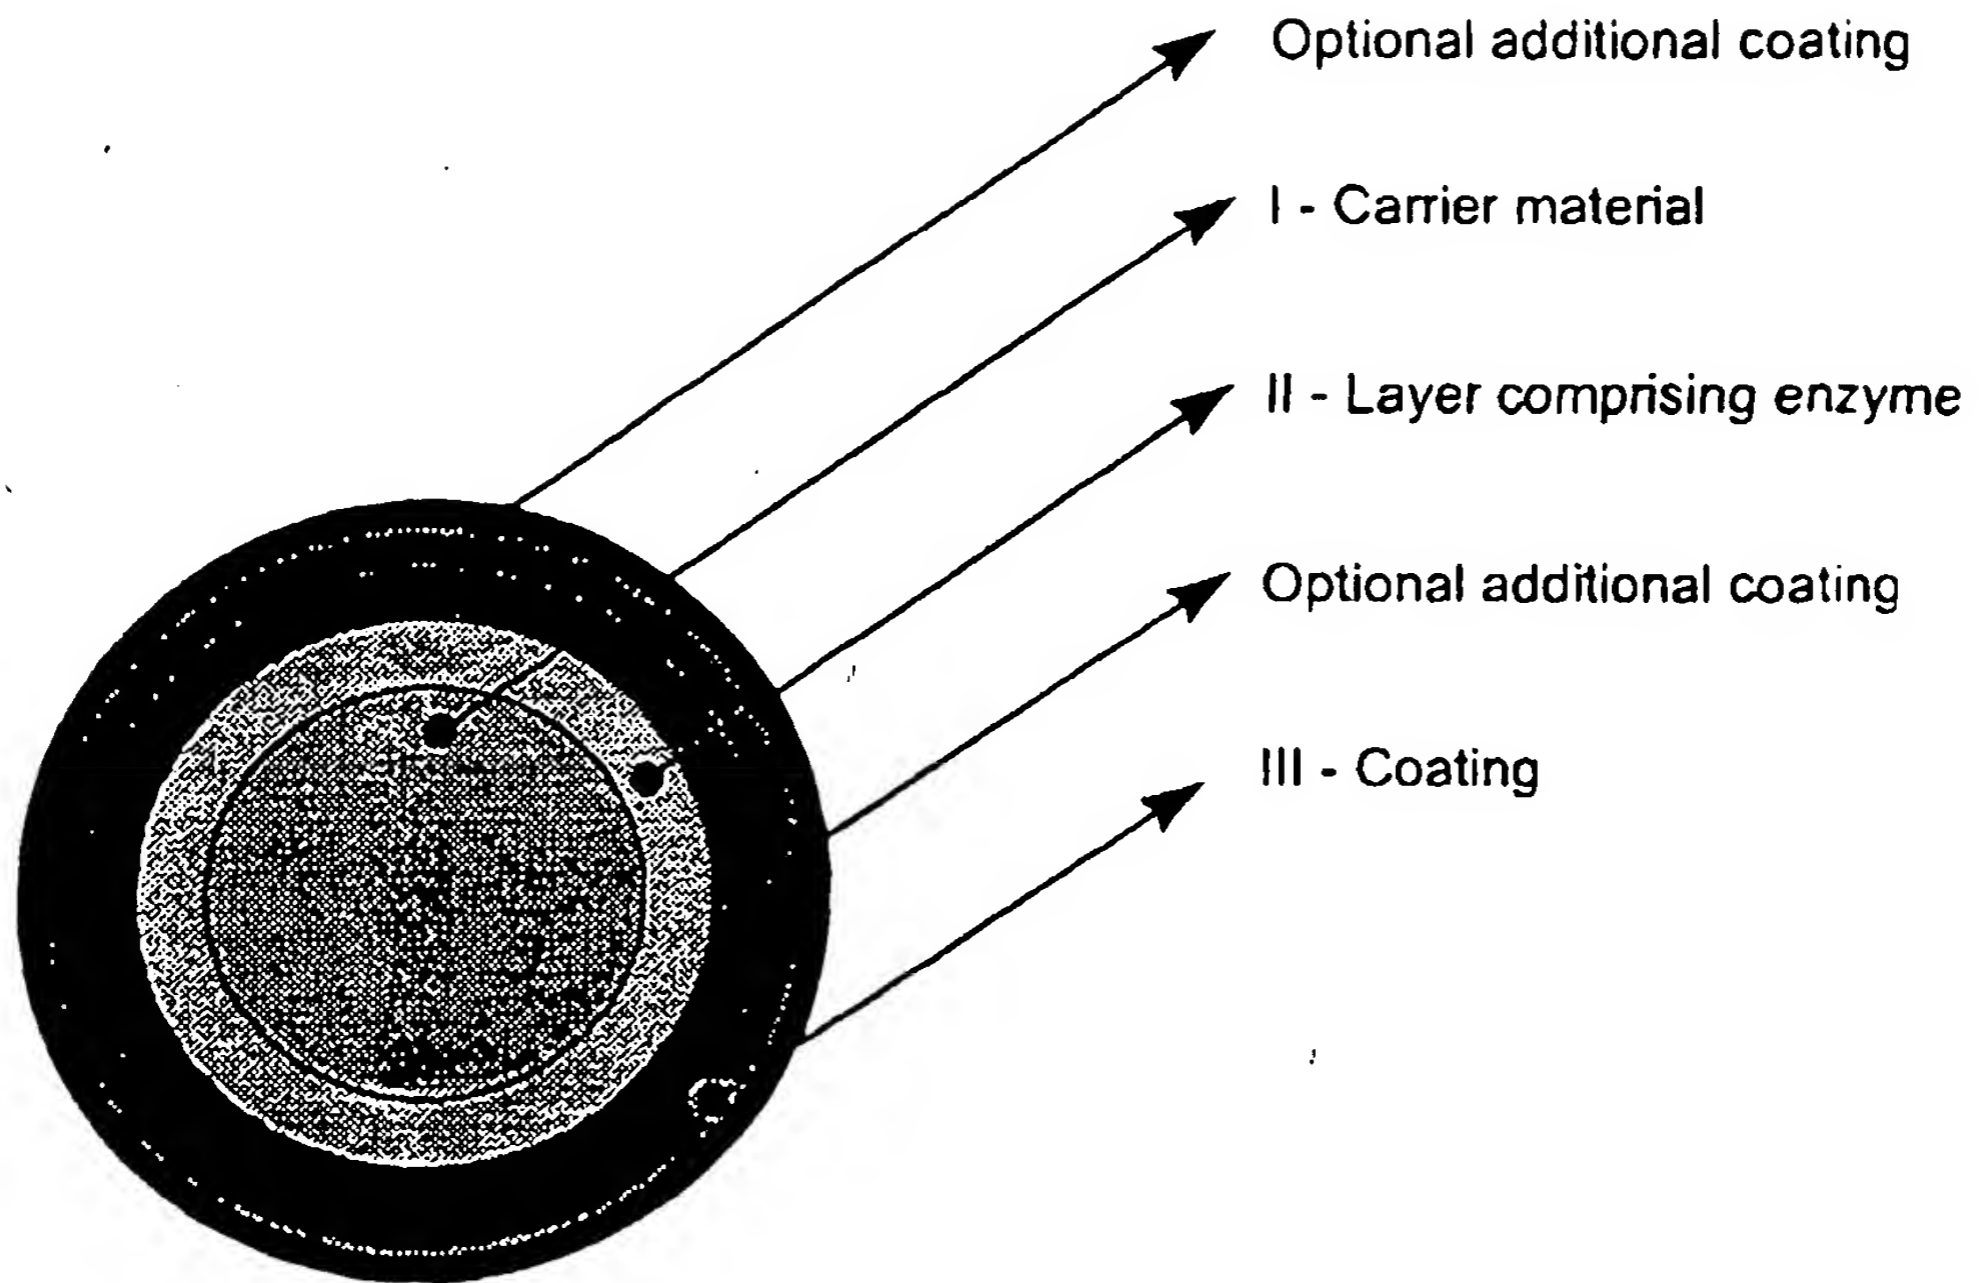 Optional additional coating
I - Carrier material
II - Layer comprising enzyme
Optional additional coating
III - Coating